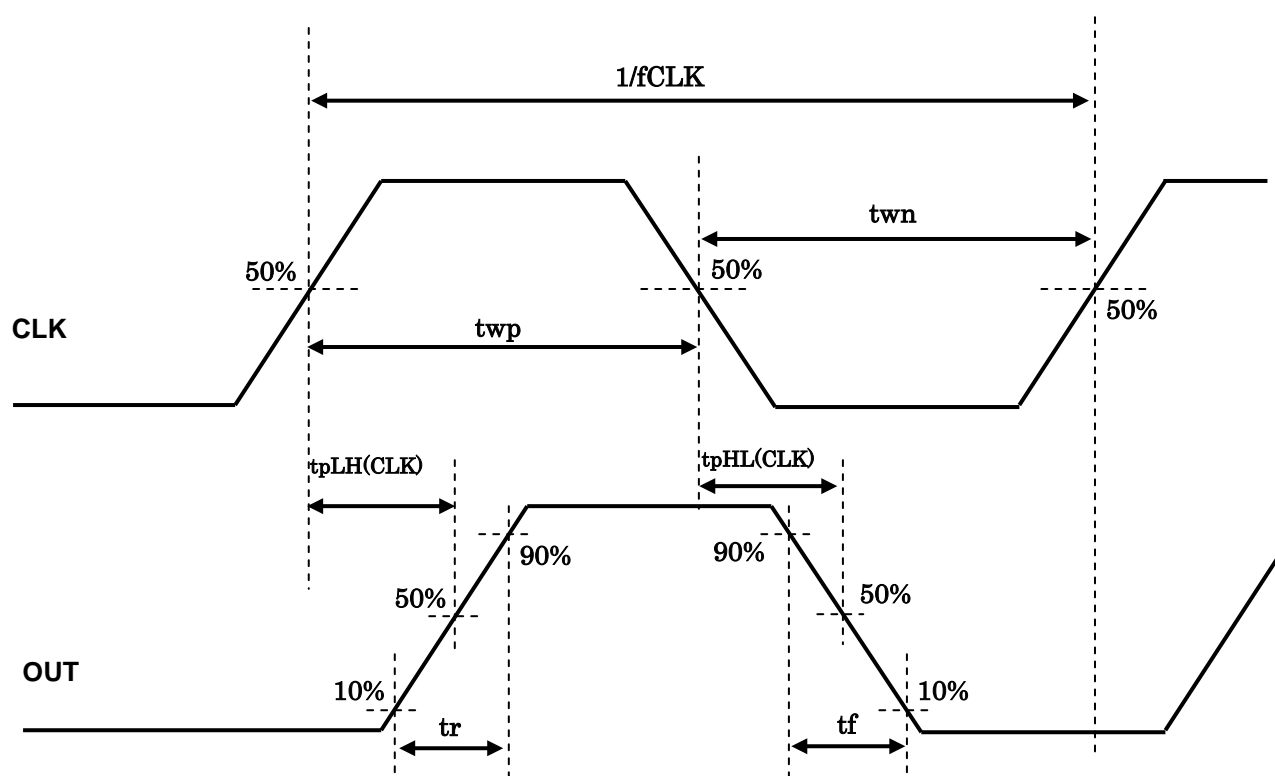 1/fCLK
twn
50%
50%
50%
CLK
twp
tpLH(CLK)
tpHL(CLK)
90%
90%
50%
50%
OUT
10%
10%
tr
tf